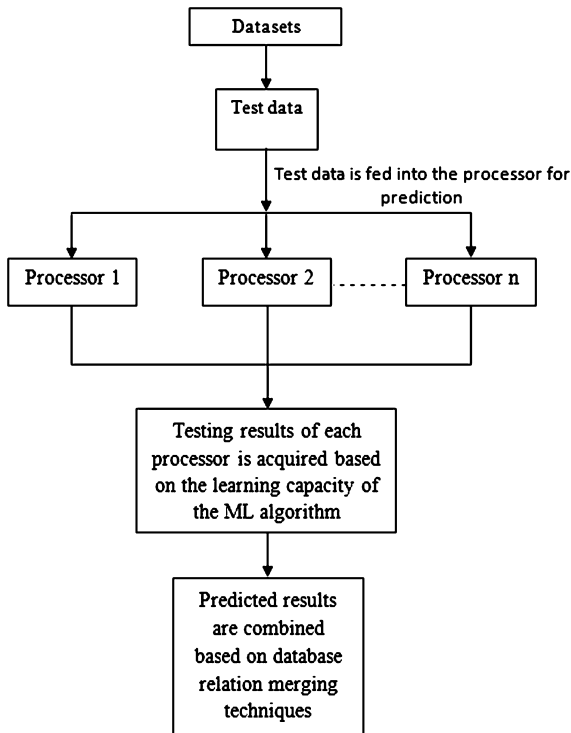 Datasets
Test data
Test data is fed into the processor for
prediction
Processor 1
Processor 2
Processor n
Testing results of each
processor is acquired based
on the learning capacity of
the ML algorithm
Predicted results
are combined
based on database
relation merging
techniques